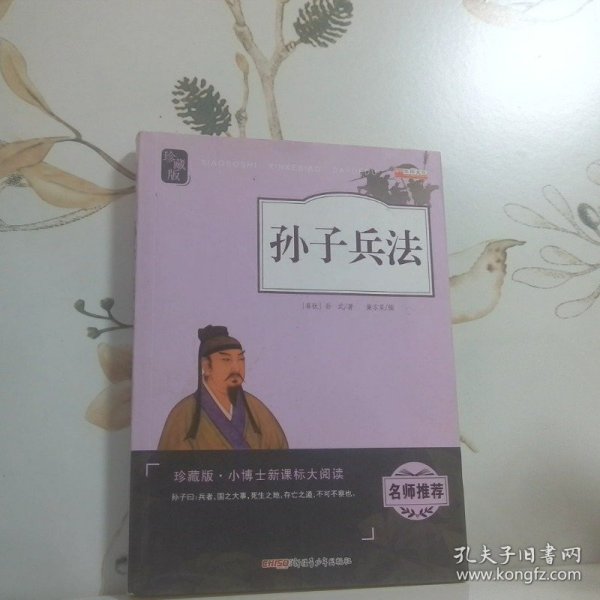 珍藏版
XIAOBOSHI XINKEBIAO DAYUEDU
孙子兵法
[春秋] 孙 武/著
珍藏版·小博士新课标大阅读
孙子曰:兵者,国之大事,死生之地,存亡之道,不可不察也。
名师推荐
孔夫子旧书网
www.kongfz.com